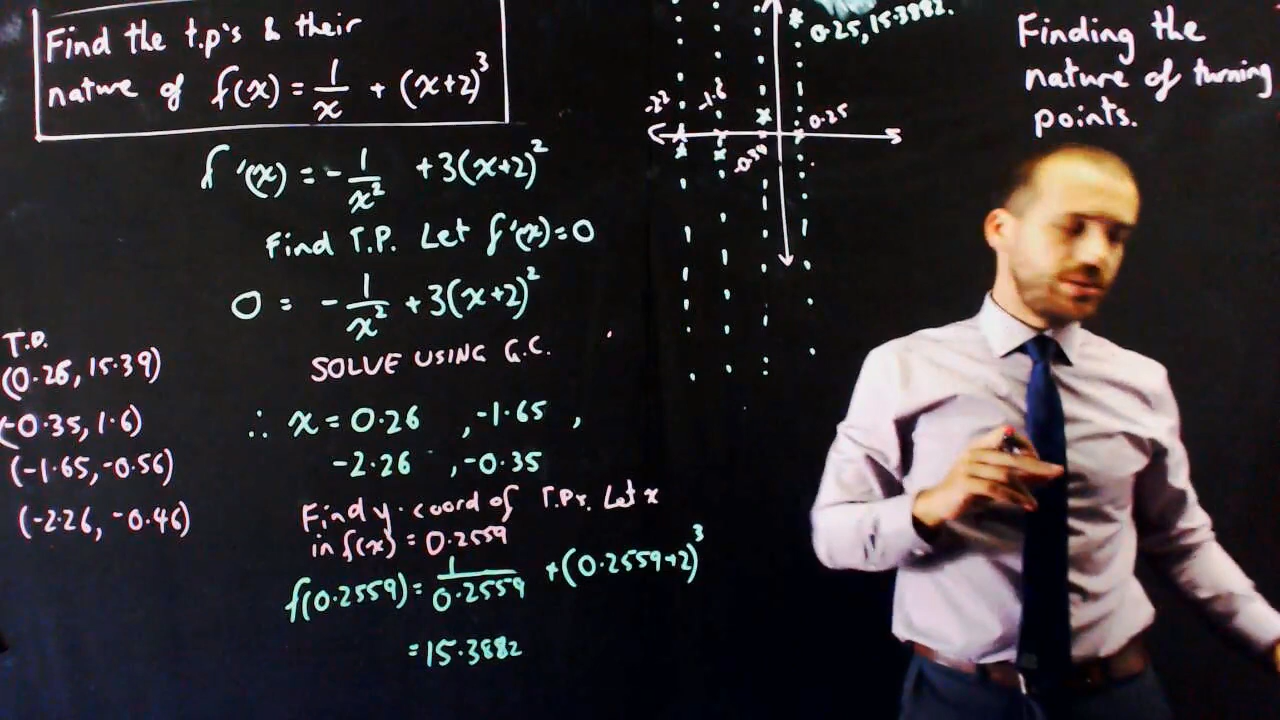 Find the t.p's & their
nature of f(x) = 1/x + (x+2)^3
f'(x) = -1/x^2 + 3(x+2)^2
Find T.P. Let f'(x)=0
0 = -1/x^2 + 3(x+2)^2
SOLVE USING G.C.
∴ x = 0.26 , -1.65 ,
-2.26 , -0.35
Find y-coord of T.Ps. Let x
in f(x) = 0.2559
f(0.2559) = 1/0.2559 + (0.2559+2)^3
= 15.3882
T.P.
(0.26, 15.39)
(-0.35, 1.6)
(-1.65, -0.56)
(-2.26, -0.46)
0.25, 15.3882.
-1.6
0.25
Finding the
nature of turning
points.